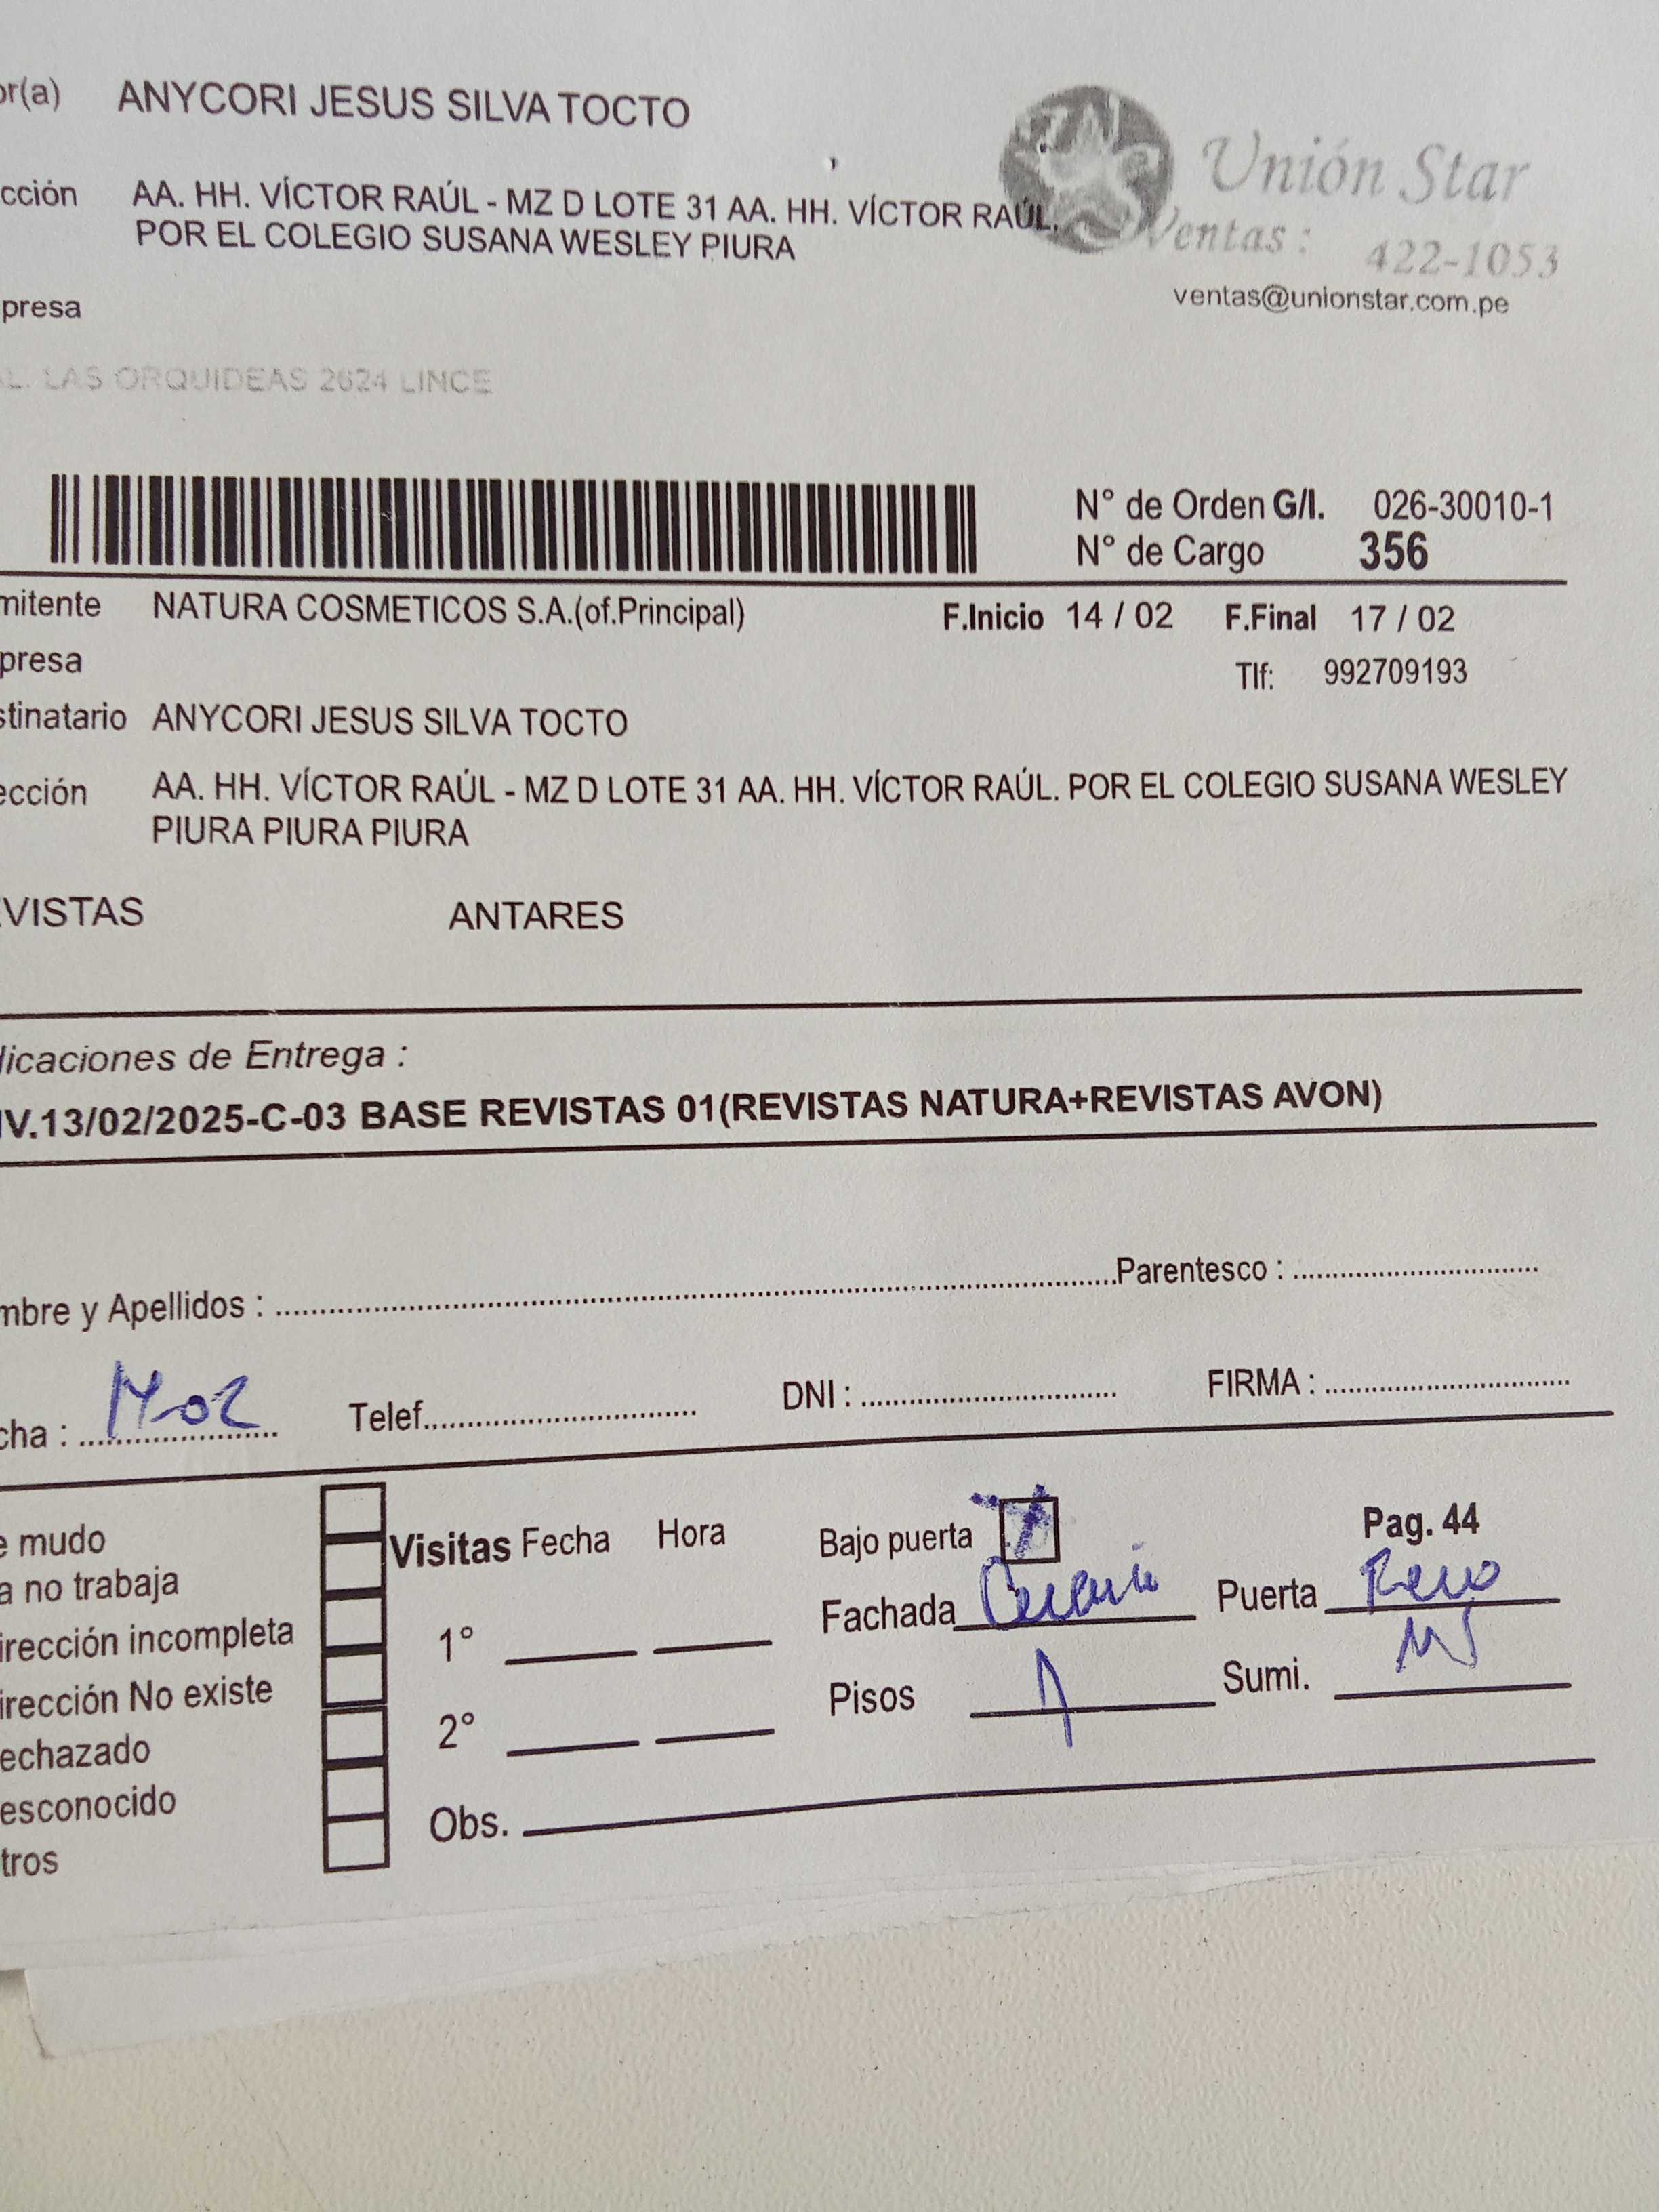 or(a) ANYCORI JESUS SILVA TOCTO
cción AA. HH. VÍCTOR RAÚL - MZ D LOTE 31 AA. HH. VÍCTOR RAÚL.
POR EL COLEGIO SUSANA WESLEY PIURA
Unión Star
Ventas : 422-1053
ventas@unionstar.com.pe
presa
AL. LAS ORQUIDEAS 2624 LINCE
N° de Orden G/I. 026-30010-1
N° de Cargo 356
mitente NATURA COSMETICOS S.A.(of.Principal) F.Inicio 14 / 02 F.Final 17 / 02
presa Tlf: 992709193
stinatario ANYCORI JESUS SILVA TOCTO
ección AA. HH. VÍCTOR RAÚL - MZ D LOTE 31 AA. HH. VÍCTOR RAÚL. POR EL COLEGIO SUSANA WESLEY
PIURA PIURA PIURA
EVISTAS ANTARES
dicaciones de Entrega :
NV.13/02/2025-C-03 BASE REVISTAS 01(REVISTAS NATURA+REVISTAS AVON)
mbre y Apellidos : Parentesco :
cha : Telef. DNI : FIRMA :
e mudo
a no trabaja
irección incompleta
irección No existe
echazado
esconocido
tros
Visitas Fecha Hora
1°
2°
Obs.
Bajo puerta Pag. 44
Fachada Puerta
Pisos 1 Sumi.